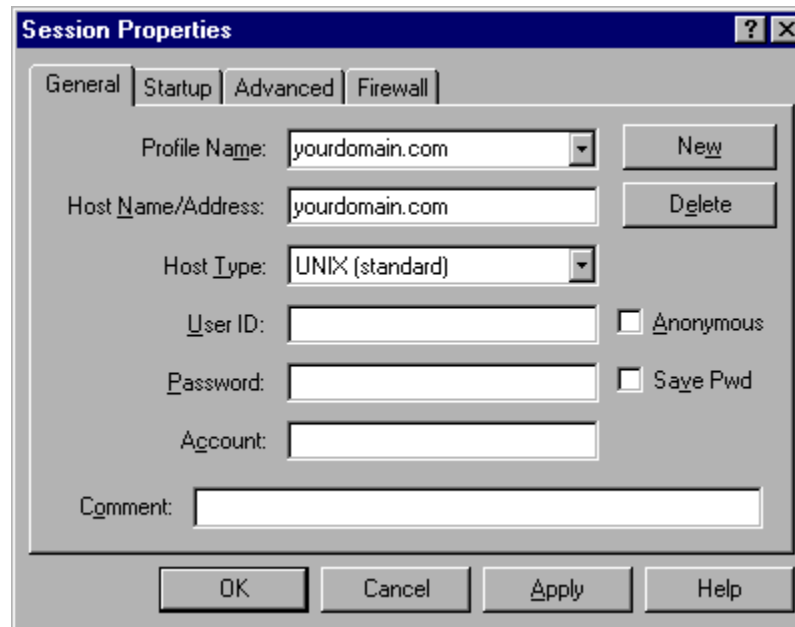 Session Properties
General Startup Advanced Firewall
Profile Name: yourdomain.com New
Host Name/Address: yourdomain.com Delete
Host Type: UNIX (standard)
User ID: Anonymous
Password: Save Pwd
Account:
Comment:
OK Cancel Apply Help